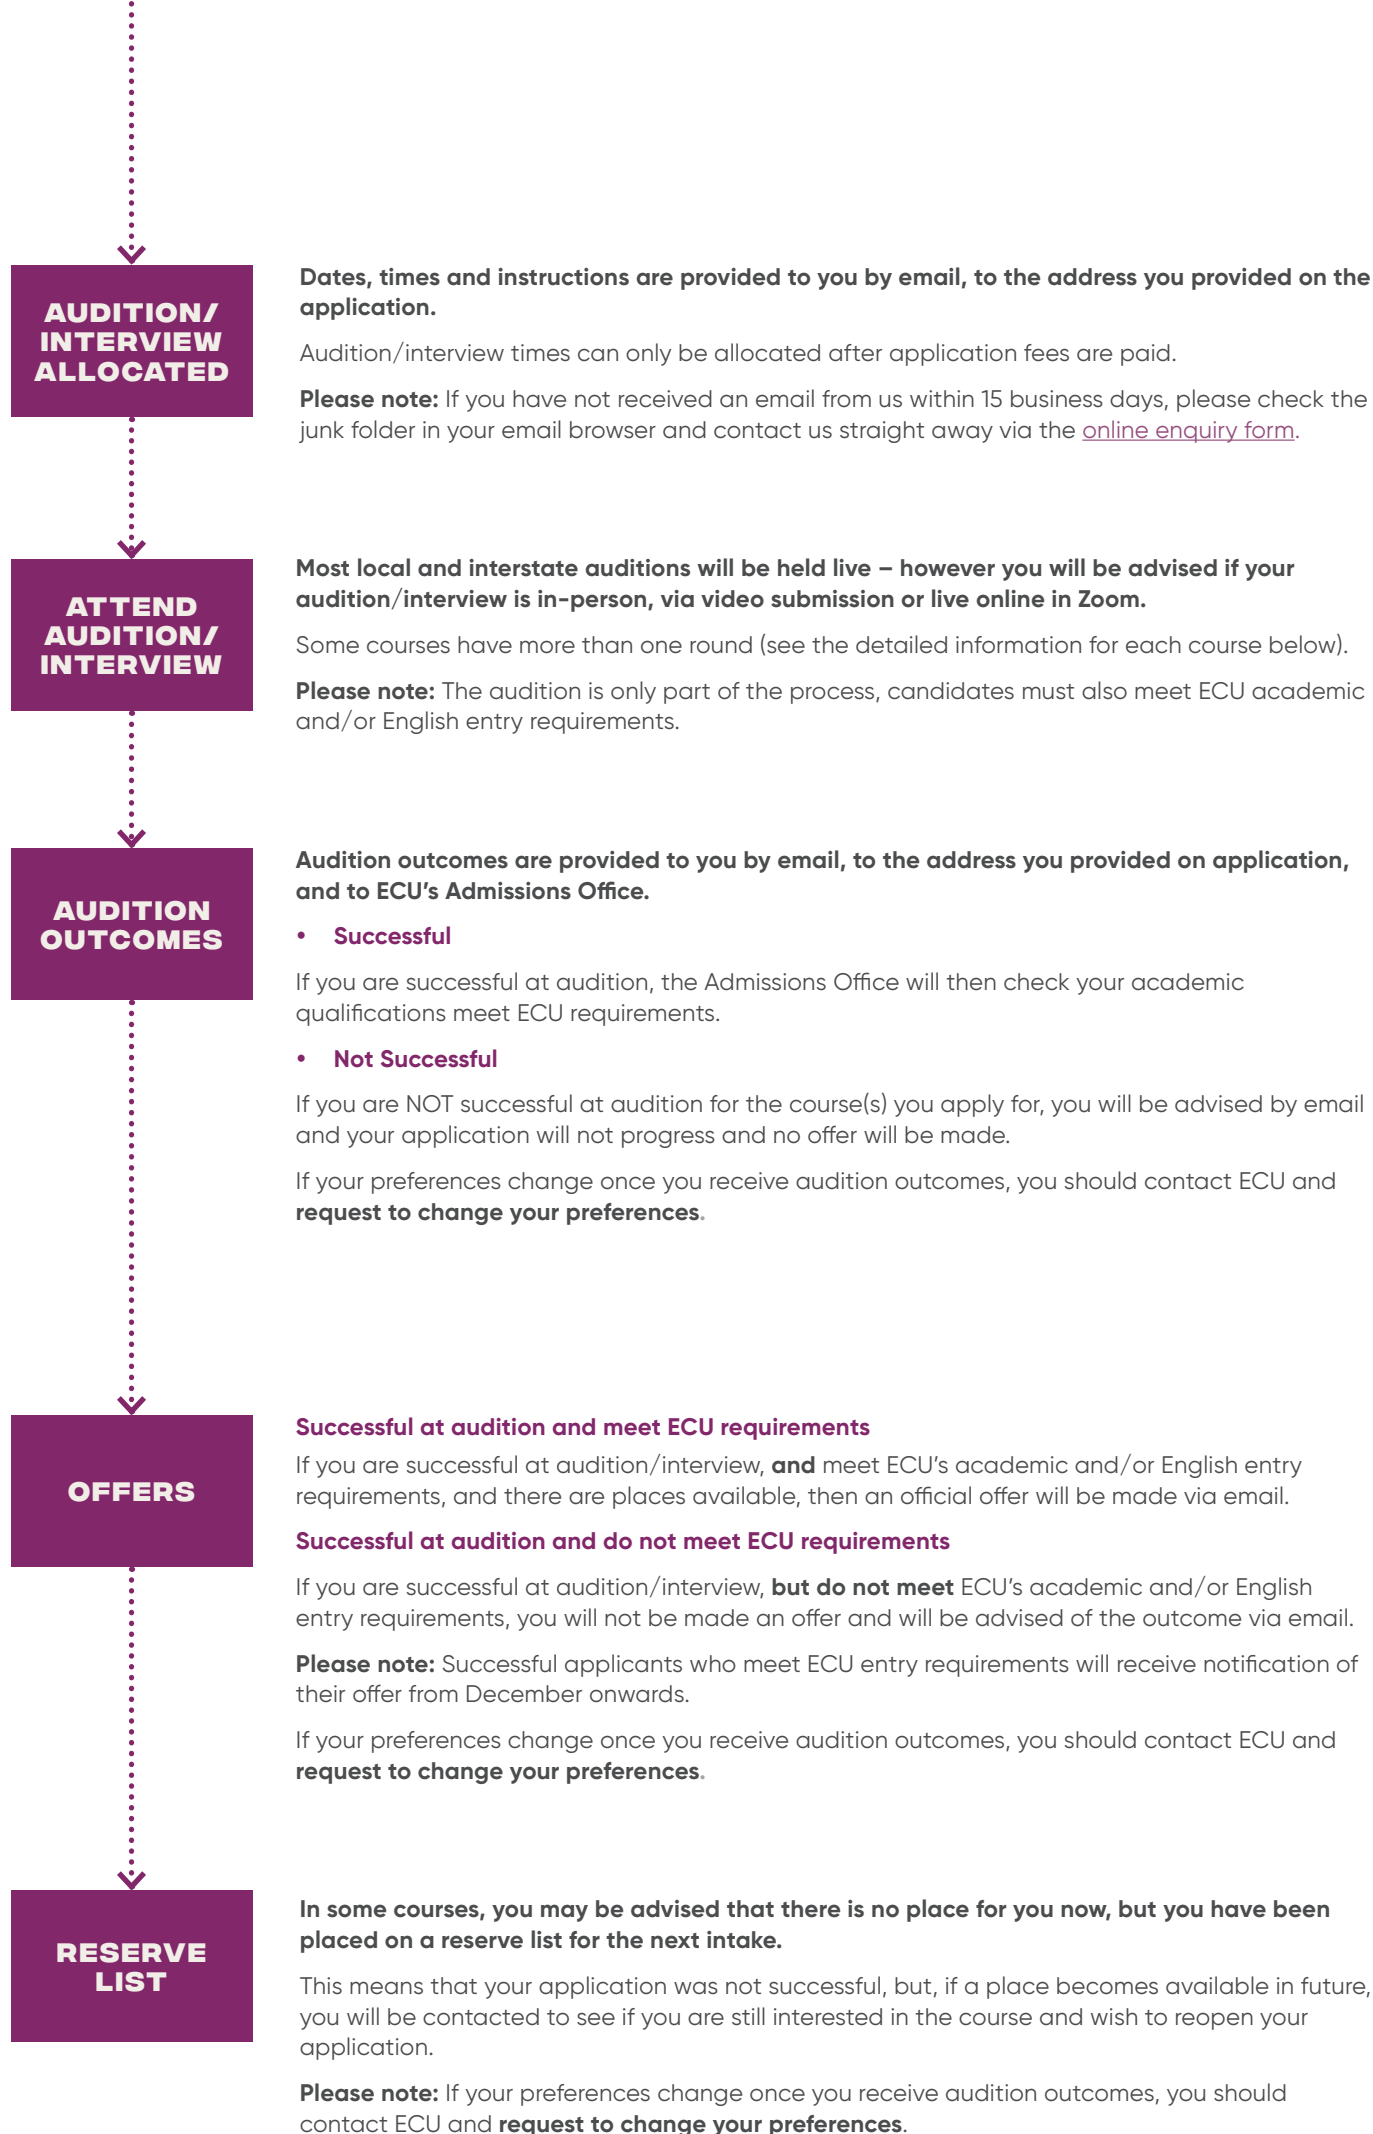 AUDITION/
INTERVIEW
ALLOCATED
Dates, times and instructions are provided to you by email, to the address you provided on the
application.
Audition/interview times can only be allocated after application fees are paid.
Please note: If you have not received an email from us within 15 business days, please check the
junk folder in your email browser and contact us straight away via the online enquiry form.
ATTEND
AUDITION/
INTERVIEW
Most local and interstate auditions will be held live – however you will be advised if your
audition/interview is in-person, via video submission or live online in Zoom.
Some courses have more than one round (see the detailed information for each course below).
Please note: The audition is only part of the process, candidates must also meet ECU academic
and/or English entry requirements.
AUDITION
OUTCOMES
Audition outcomes are provided to you by email, to the address you provided on application,
and to ECU's Admissions Office.
• Successful
If you are successful at audition, the Admissions Office will then check your academic
qualifications meet ECU requirements.
• Not Successful
If you are NOT successful at audition for the course(s) you apply for, you will be advised by email
and your application will not progress and no offer will be made.
If your preferences change once you receive audition outcomes, you should contact ECU and
request to change your preferences.
OFFERS
Successful at audition and meet ECU requirements
If you are successful at audition/interview, and meet ECU's academic and/or English entry
requirements, and there are places available, then an official offer will be made via email.
Successful at audition and do not meet ECU requirements
If you are successful at audition/interview, but do not meet ECU's academic and/or English
entry requirements, you will not be made an offer and will be advised of the outcome via email.
Please note: Successful applicants who meet ECU entry requirements will receive notification of
their offer from December onwards.
If your preferences change once you receive audition outcomes, you should contact ECU and
request to change your preferences.
RESERVE
LIST
In some courses, you may be advised that there is no place for you now, but you have been
placed on a reserve list for the next intake.
This means that your application was not successful, but, if a place becomes available in future,
you will be contacted to see if you are still interested in the course and wish to reopen your
application.
Please note: If your preferences change once you receive audition outcomes, you should
contact ECU and request to change your preferences.